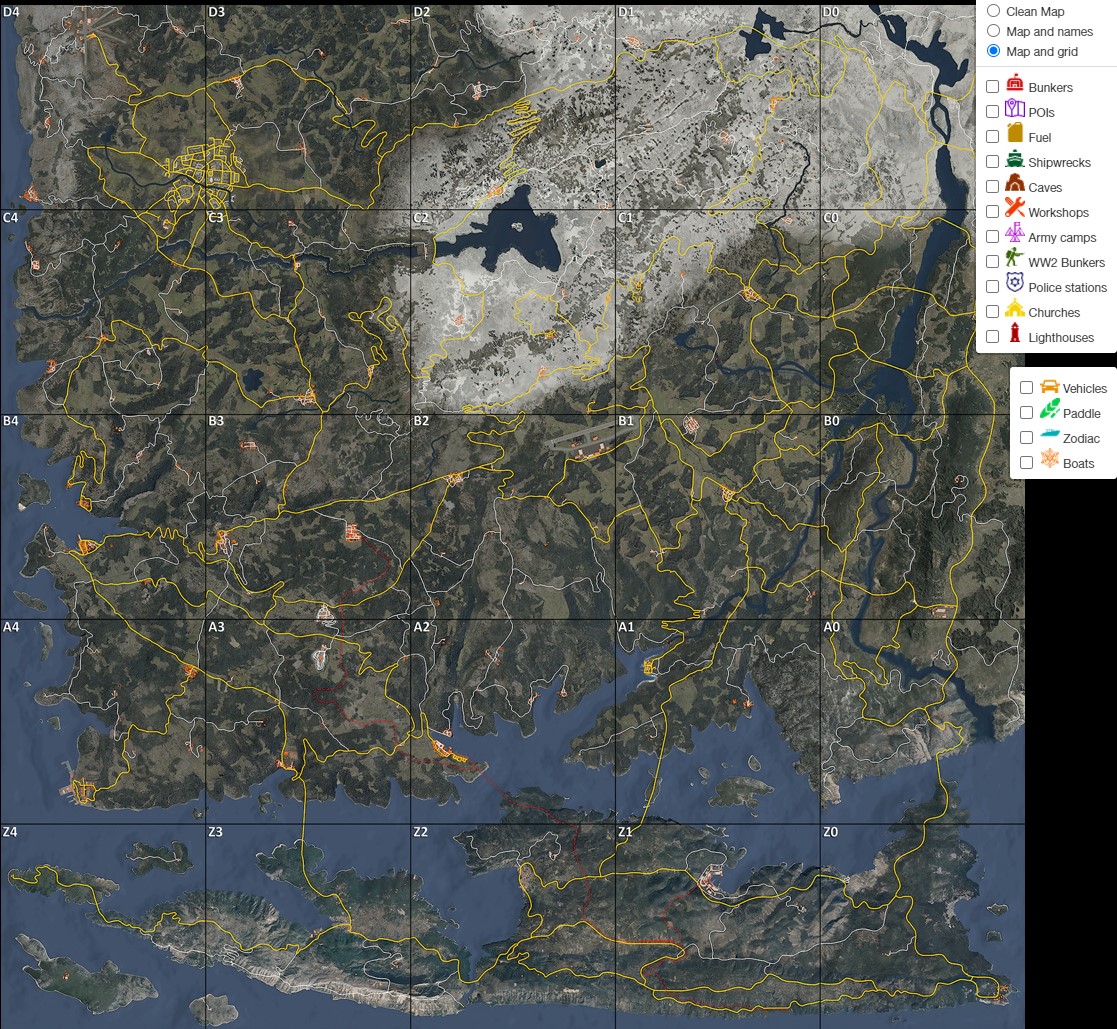 D4
D3
D2
D1
D0
Clean Map
Map and names
Map and grid
Bunkers
POIs
Fuel
Shipwrecks
Caves
Workshops
C4
C3
C2
C1
C0
Army camps
WW2 Bunkers
Police stations
Churches
Lighthouses
Vehicles
Paddle
B4
B3
B2
B1
B0
Zodiac
Boats
A4
A3
A2
A1
A0
Z4
Z3
Z2
Z1
Z0